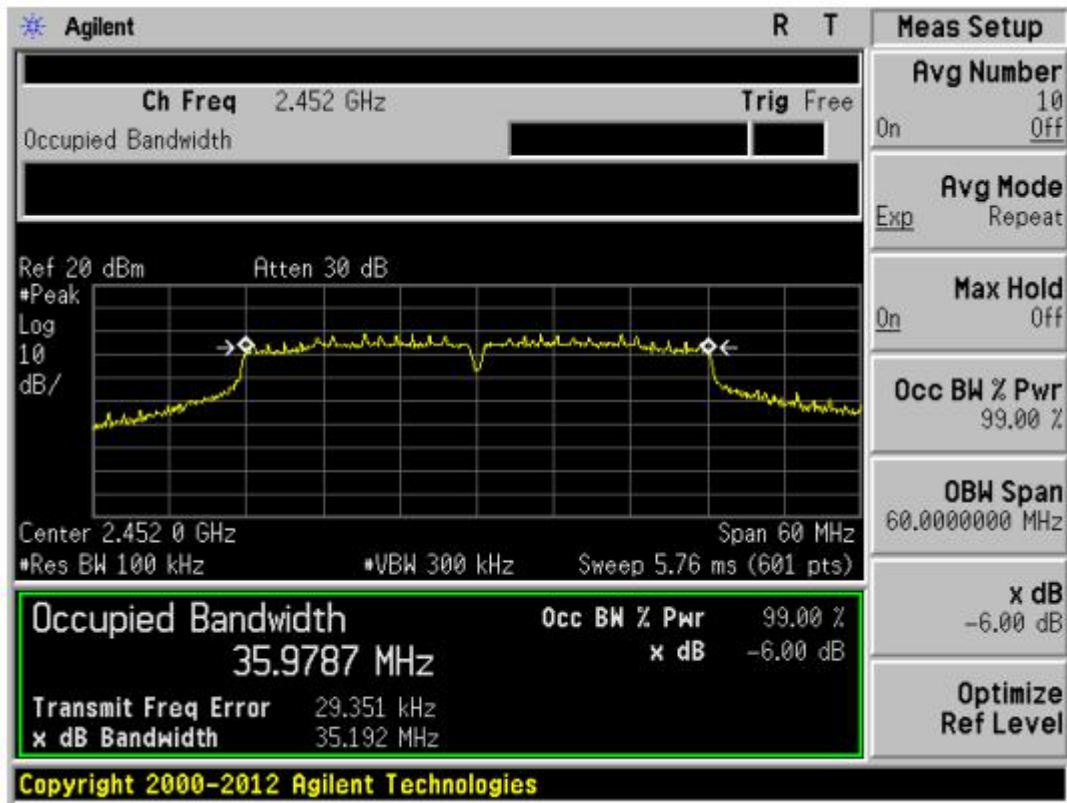 Agilent R T
Ch Freq 2.452 GHz Trig Free
Occupied Bandwidth
Ref 20 dBm Atten 30 dB
#Peak
Log
10
dB/
Center 2.452 0 GHz Span 60 MHz
#Res BW 100 kHz #VBW 300 kHz Sweep 5.76 ms (601 pts)
Occupied Bandwidth Occ BW % Pwr 99.00 %
35.9787 MHz x dB -6.00 dB
Transmit Freq Error 29.351 kHz
x dB Bandwidth 35.192 MHz
Copyright 2000-2012 Agilent Technologies
Meas Setup
Avg Number
10
On Off
Avg Mode
Exp Repeat
Max Hold
On Off
Occ BW % Pwr
99.00 %
OBW Span
60.0000000 MHz
x dB
-6.00 dB
Optimize
Ref Level